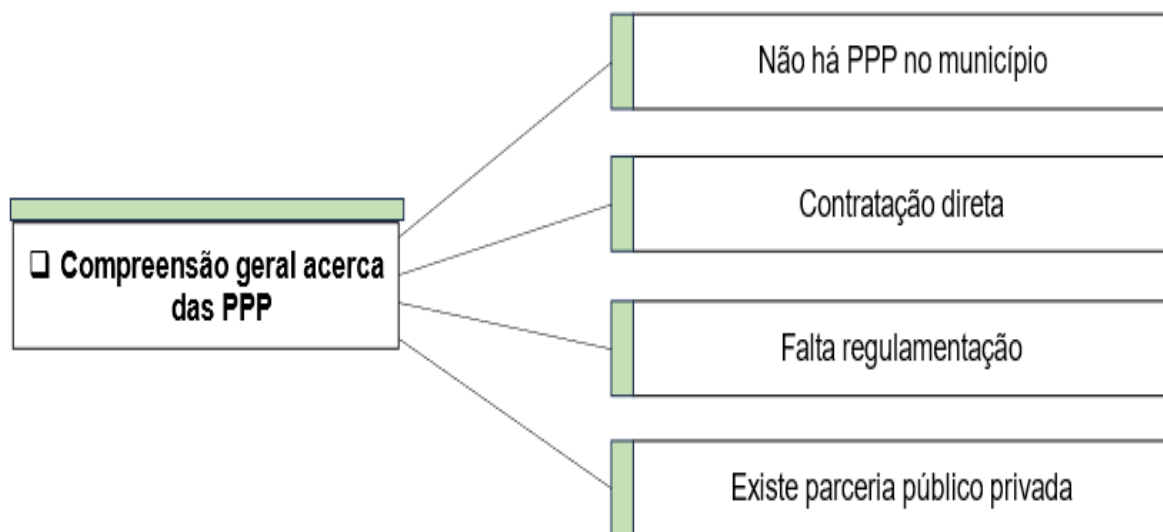 ❑ Compreensão geral acerca
das PPP
Não há PPP no município
Contratação direta
Falta regulamentação
Existe parceria público privada